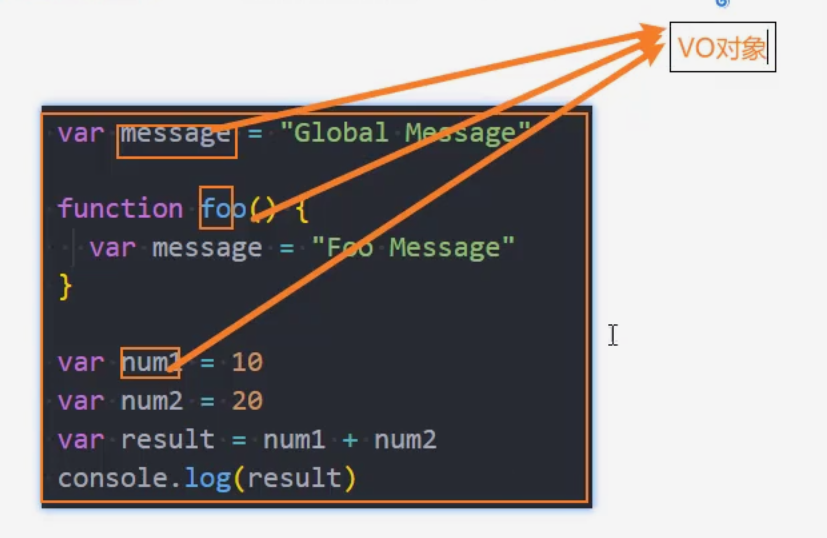 VO对象
var message = "Global Message"
function foo() {
var message = "Foo Message"
}
var num1 = 10
var num2 = 20
var result = num1 + num2
console.log(result)